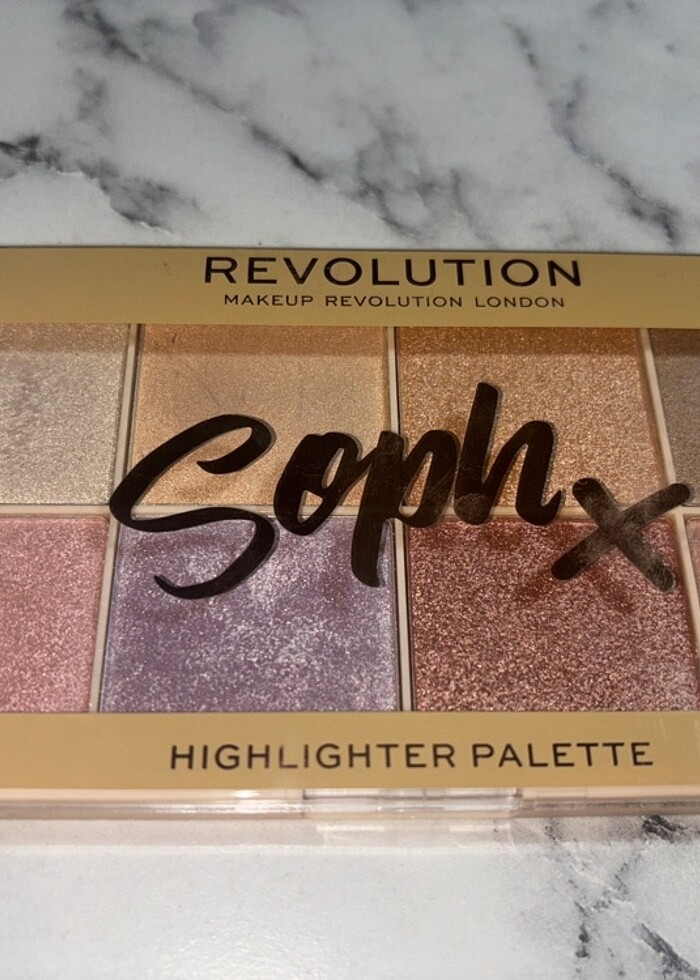 REVOLUTION
MAKEUP REVOLUTION LONDON
Soph x
HIGHLIGHTER PALETTE